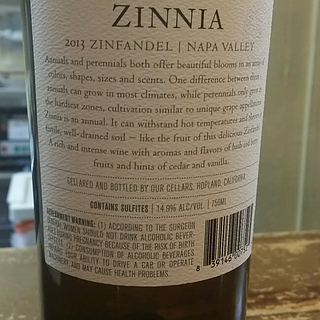 ZINNIA
2013 ZINFANDEL | NAPA VALLEY
Annuals and perennials both offer beautiful blooms in an array of
colors, shapes, sizes and scents. One difference between them
annuals can grow in most climates, while perennials only grow in
the hardiest zones, cultivation similar to unique grape appellations
Zinnia is an annual. It can withstand hot temperatures and
fertile, well-drained soil – like the fruit of this delicious Zinfandel
A rich and intense wine with aromas and flavors of lush red berry
fruits and hints of cedar and vanilla.
CELLARED AND BOTTLED BY OUR CELLARS, HOPLAND, CALIFORNIA
CONTAINS SULFITES | 14.9% ALC/VOL. | 750ML
GOVERNMENT WARNING: (1) ACCORDING TO THE SURGEON
GENERAL WOMEN SHOULD NOT DRINK ALCOHOLIC BEVER-
AGES DURING PREGNANCY BECAUSE OF THE RISK OF BIRTH
DEFECTS. (2) CONSUMPTION OF ALCOHOLIC BEVERAGES
IMPAIRS YOUR ABILITY TO DRIVE A CAR OR OPERATE
MACHINERY, AND MAY CAUSE HEALTH PROBLEMS.
8